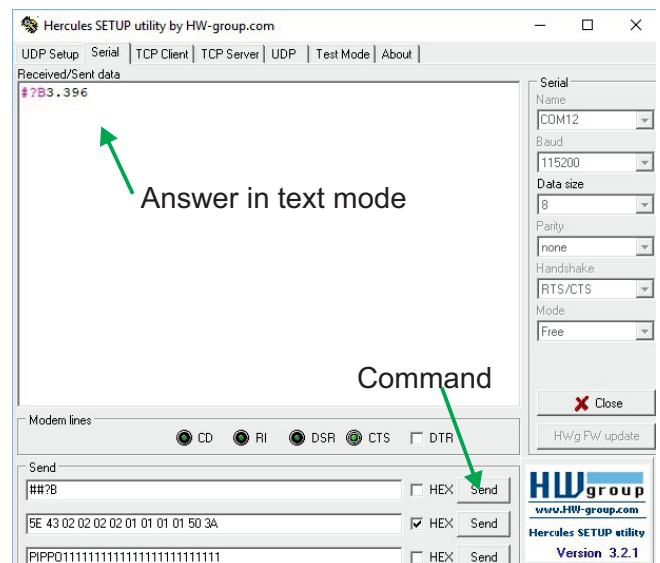 Hercules SETUP utility by HW-group.com
UDP Setup Serial TCP Client TCP Server UDP Test Mode About
Received/Sent data
#?B3.396
Answer in text mode
Command
Serial
Name
COM12
Baud
115200
Data size
8
Parity
none
Handshake
RTS/CTS
Mode
Free
Close
HWg FW update
Modem lines
CD RI DSR CTS DTR
Send
##?B HEX Send
5E 43 02 02 02 02 01 01 01 01 50 3A HEX Send
HEX Send
HWgroup
www.HW-group.com
Hercules SETUP utility
Version 3.2.1